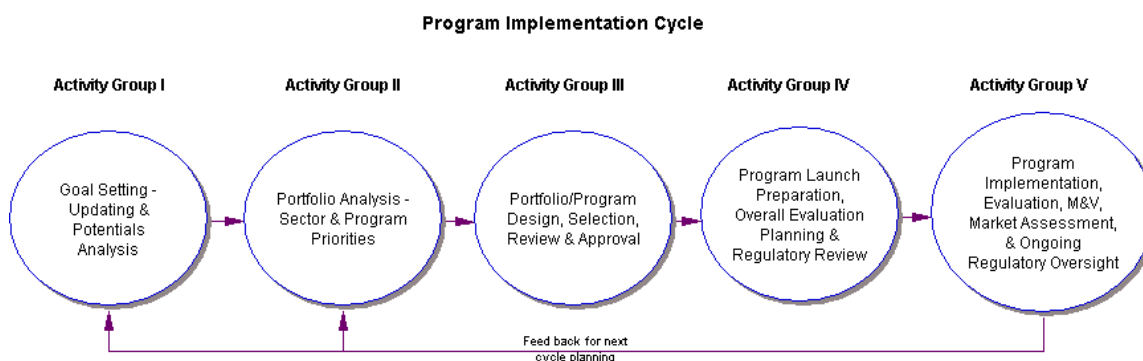 Program Implementation Cycle
Activity Group I
Activity Group II
Activity Group III
Activity Group IV
Activity Group V
Goal Setting -
Updating &
Potentials
Analysis
Portfolio Analysis -
Sector & Program
Priorities
Portfolio/Program
Design, Selection,
Review & Approval
Program Launch
Preparation,
Overall Evaluation
Planning &
Regulatory Review
Program
Implementation,
Evaluation, M&V,
Market Assessment,
& Ongoing
Regulatory Oversight
Feed back for next
cycle planning